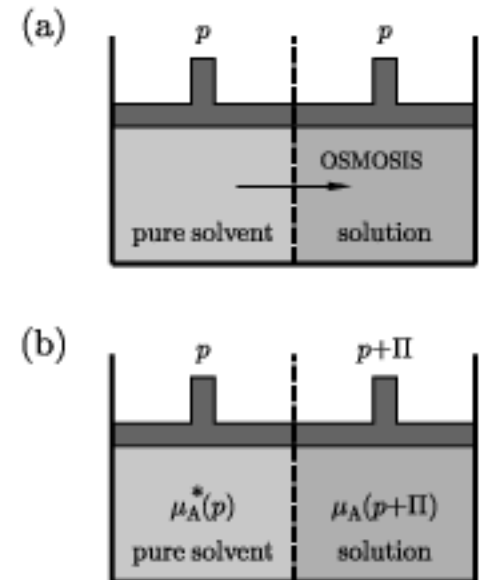 (a)
p p
OSMOSIS
pure solvent solution
(b)
p p+Π
μ*A(p) μA(p+Π)
pure solvent solution